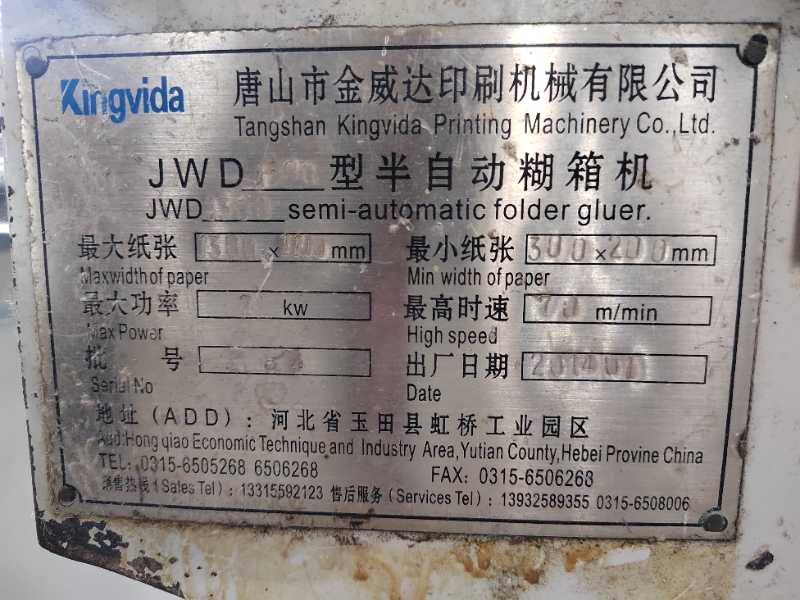 Kingvida 唐山市金威达印刷机械有限公司
Tangshan Kingvida Printing Machinery Co., Ltd.
JWD 型半自动糊箱机
JWD semi-automatic folder gluer.
最大纸张 mm 最小纸张 300×200 mm
Maxwidth of paper Min width of paper
最大功率 kw 最高时速 70 m/min
Max Power High speed
批 号 出厂日期 201401
Serial No Date
地址(ADD): 河北省玉田县虹桥工业园区
Add:Hong qiao Economic Technique and Industry Area,Yutian County,Hebei Provine China
TEL: 0315-6505268 6506268 FAX: 0315-6506268
销售热线(Sales Tel): 13315592123 售后服务(Services Tel): 13932589355 0315-6508006